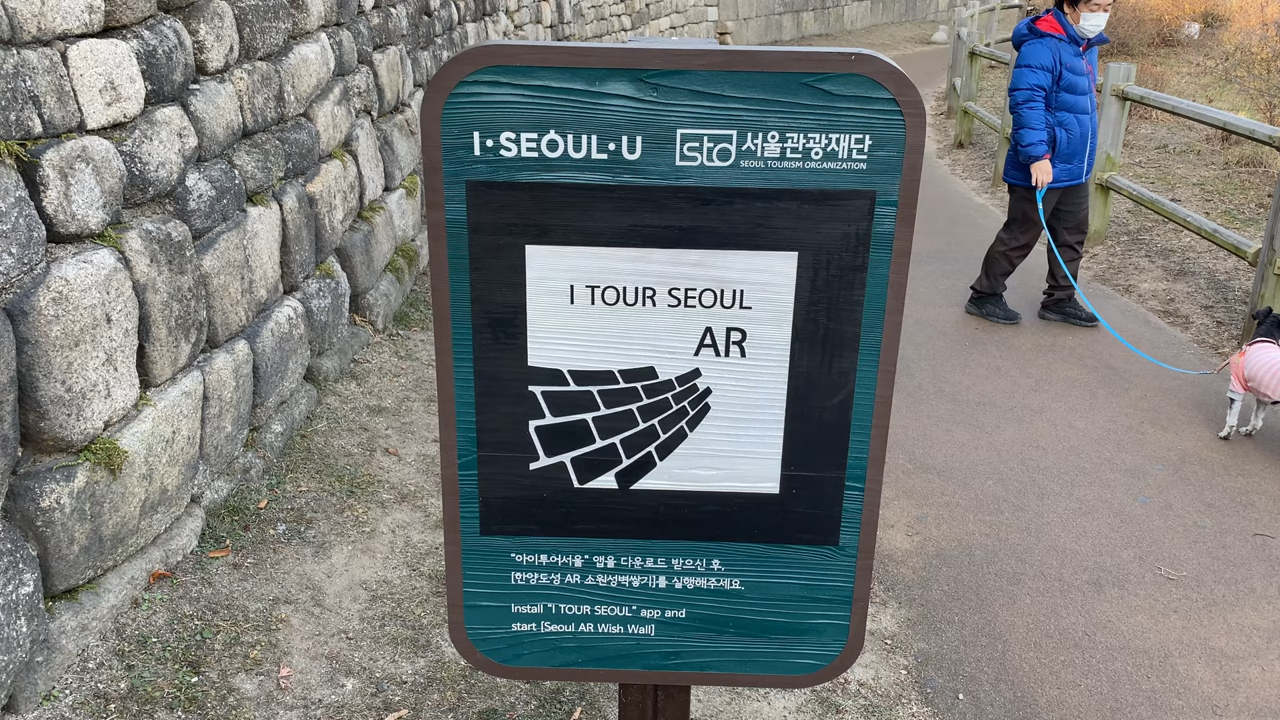 I·SEOUL·U
sto 서울관광재단
SEOUL TOURISM ORGANIZATION
I TOUR SEOUL
AR
"아이투어서울" 앱을 다운로드 받으신 후,
[한양도성 AR 소원성벽쌓기]를 실행해주세요.
Install "I TOUR SEOUL" app and
start [Seoul AR Wish Wall]